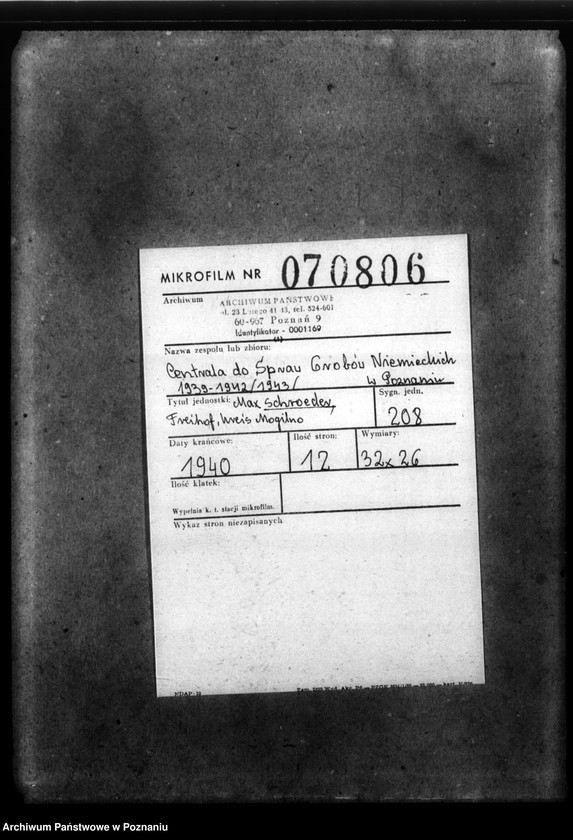 MIKROFILM NR 070806
Archiwum
ARCHIWUM PAŃSTWOWE
ul. 23 Lutego 41/43, tel. 524-601
60-967 Poznań 9
Identyfikator - 0001169
(1)
Nazwa zespołu lub zbioru:
Centrala do Spraw Grobów Niemieckich
1939-1942/1943/ w Poznaniu
Tytuł jednostki: Max Schroeder,
Freihof, Kreis Mogilno
Sygn. jedn.
208
Daty krańcowe:
1940
Ilość stron:
12
Wymiary:
32x26
Ilość klatek:
Wypełnia k. t. stacji mikrofilm.
Wykaz stron niezapisanych
NDAP-19
Archiwum Państwowe w Poznaniu